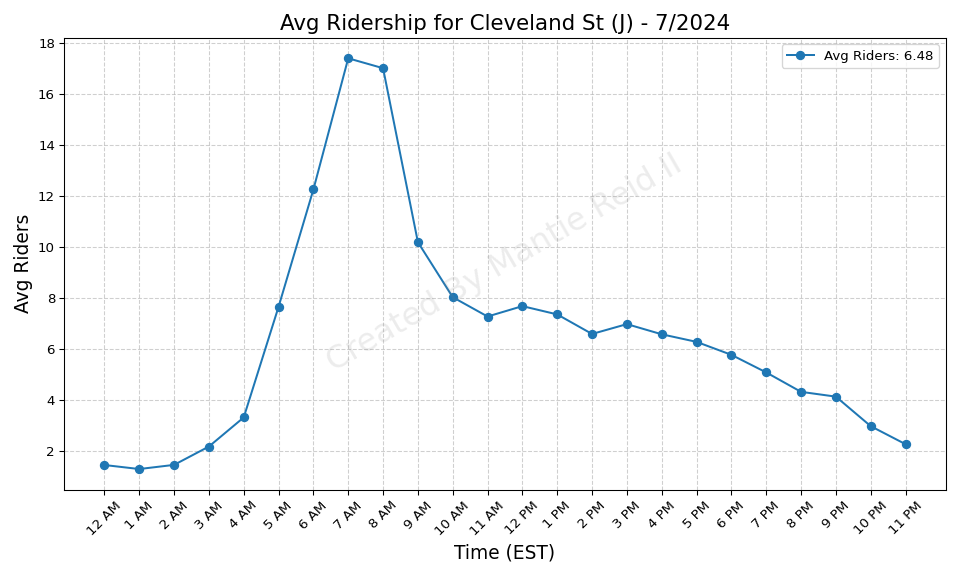 Avg Ridership for Cleveland St (J) - 7/2024
Avg Riders: 6.48
Avg Riders
18
16
14
12
10
8
6
4
2
Created By Mantie Reid II
12 AM
1 AM
2 AM
3 AM
4 AM
5 AM
6 AM
7 AM
8 AM
9 AM
10 AM
11 AM
12 PM
1 PM
2 PM
3 PM
4 PM
5 PM
6 PM
7 PM
8 PM
9 PM
10 PM
11 PM
Time (EST)